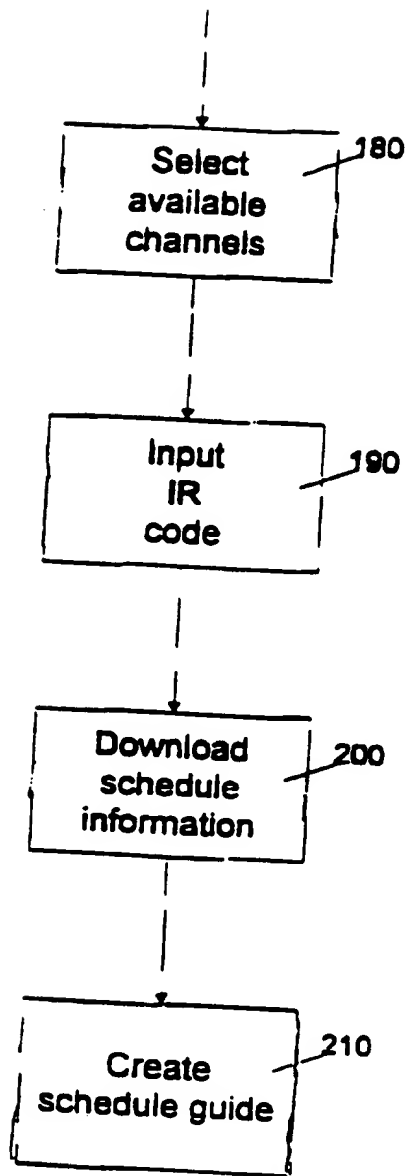 180
Select
available
channels
190
Input
IR
code
200
Download
schedule
information
210
Create
schedule guide